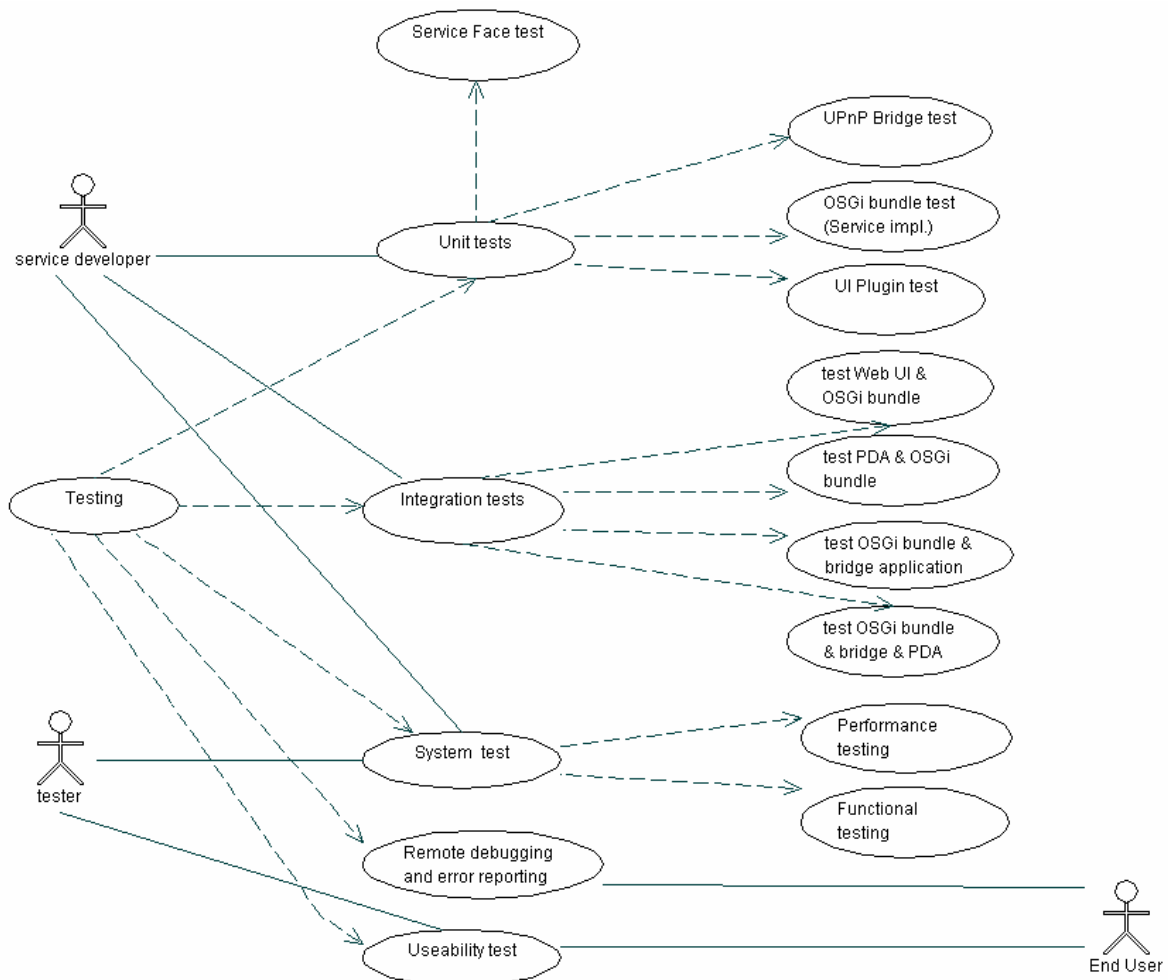 Service Face test
UPnP Bridge test
OSGi bundle test
(Service impl.)
Unit tests
service developer
UI Plugin test
test Web UI &
OSGi bundle
test PDA & OSGi
bundle
Testing
Integration tests
test OSGi bundle &
bridge application
test OSGi bundle
& bridge & PDA
Performance
testing
System test
tester
Functional
testing
Remote debugging
and error reporting
Useability test
End User